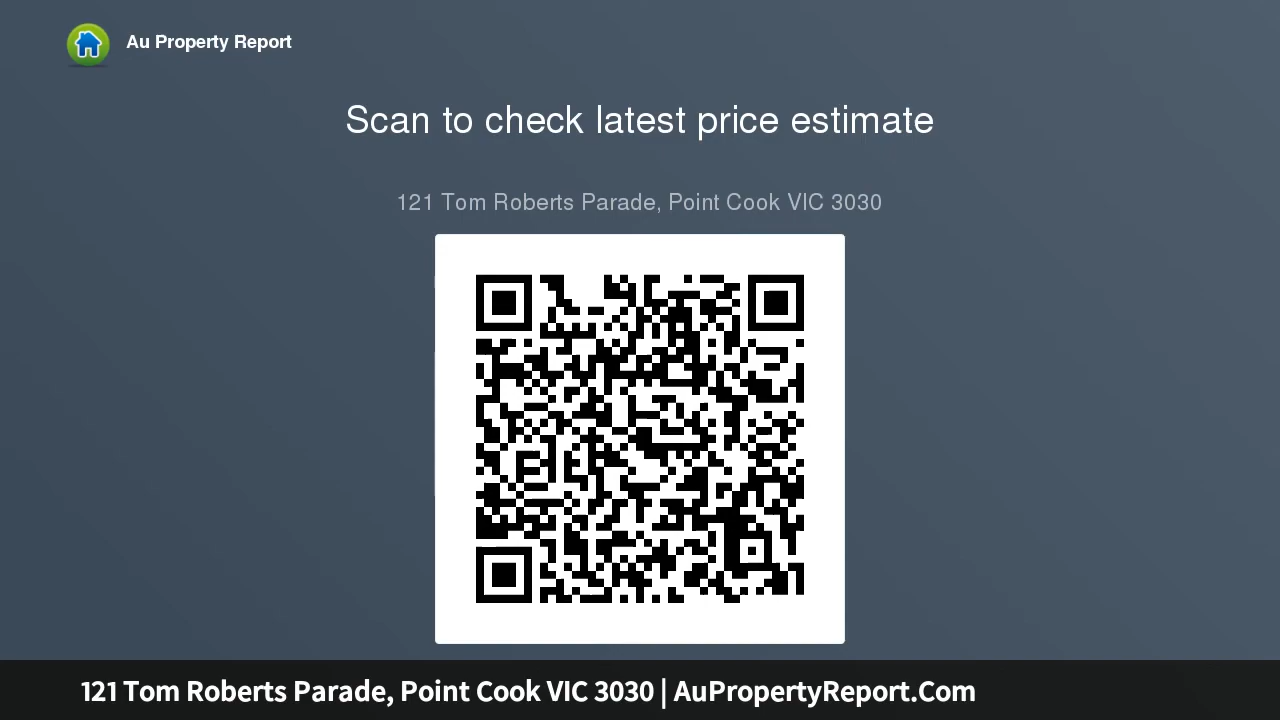 Au Property Report
Scan to check latest price estimate
121 Tom Roberts Parade, Point Cook VIC 3030
121 Tom Roberts Parade, Point Cook VIC 3030 | AuPropertyReport.Com